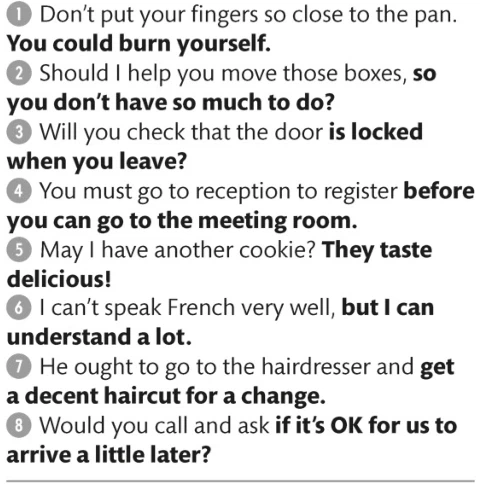 1 Don't put your fingers so close to the pan.
You could burn yourself.
2 Should I help you move those boxes, so
you don't have so much to do?
3 Will you check that the door is locked
when you leave?
4 You must go to reception to register before
you can go to the meeting room.
5 May I have another cookie? They taste
delicious!
6 I can't speak French very well, but I can
understand a lot.
7 He ought to go to the hairdresser and get
a decent haircut for a change.
8 Would you call and ask if it's OK for us to
arrive a little later?